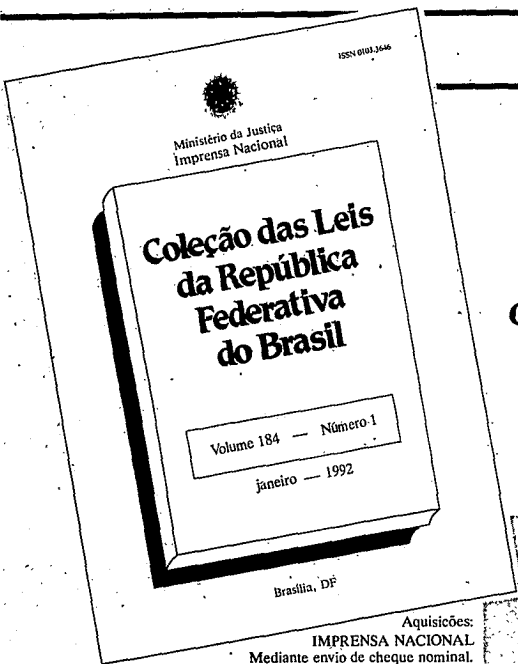 ISSN 0103.3646
Ministério da Justiça
Imprensa Nacional
Coleção das Leis
da República
Federativa
do Brasil
Volume 184 — Número 1
janeiro — 1992
Brasília, DF
Aquisicões:
IMPRENSA NACIONAL
Mediante envio de cheque nominal.